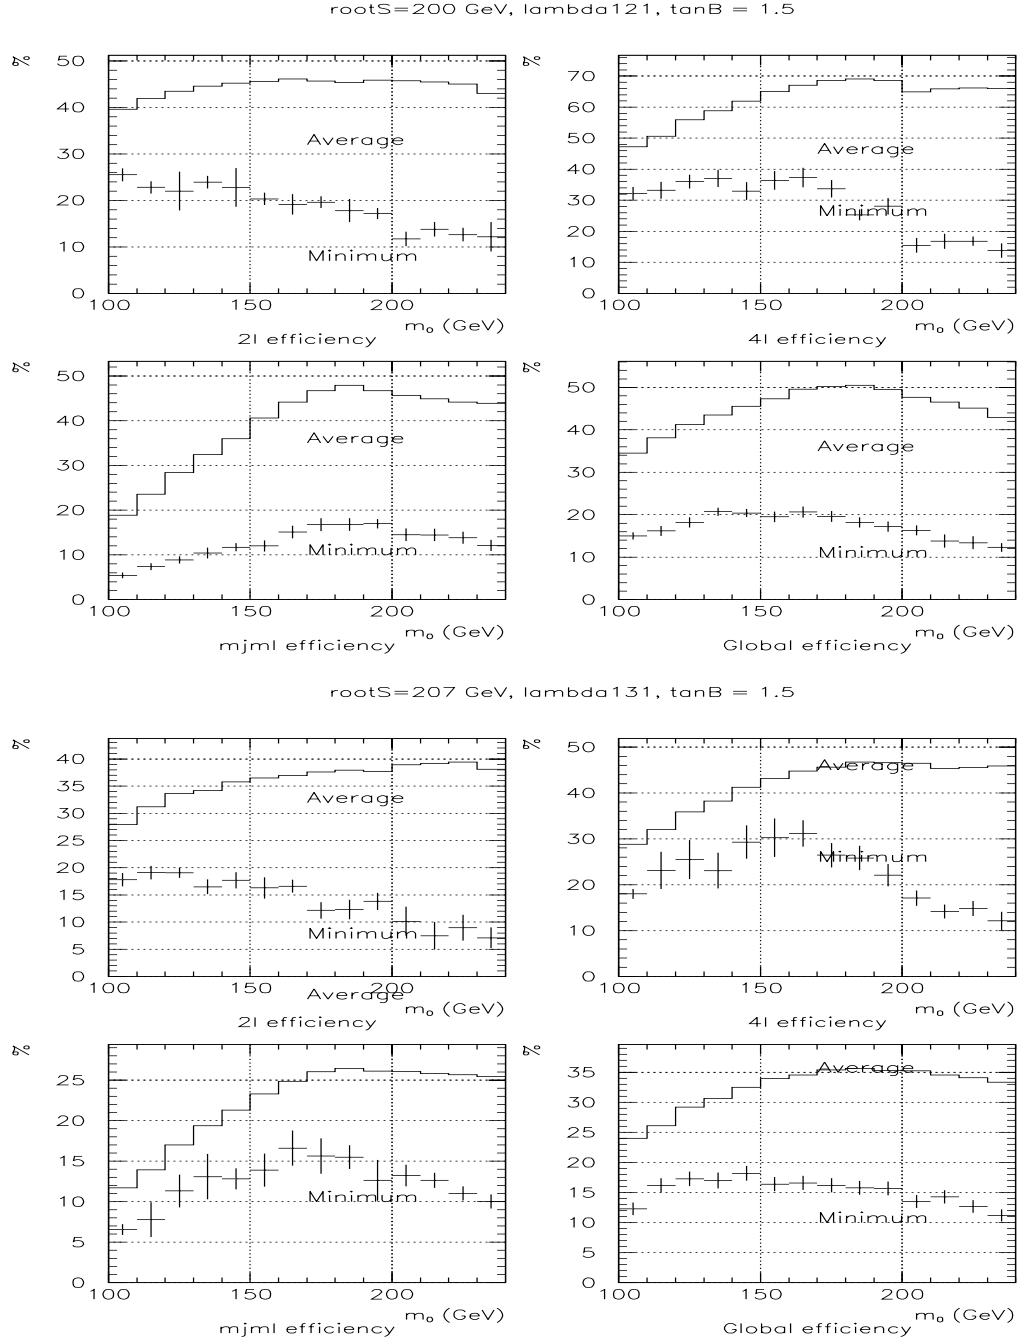 rootS=200 GeV, lambda121, tanB = 1.5
% %
50
40
30
20
10
0
Average
Minimum
100 150 200
m₀ (GeV)
2l efficiency
70
60
50
40
30
20
10
0
Average
Minimum
100 150 200
m₀ (GeV)
4l efficiency
% %
50
40
30
20
10
0
Average
Minimum
100 150 200
m₀ (GeV)
mjml efficiency
50
40
30
20
10
0
Average
Minimum
100 150 200
m₀ (GeV)
Global efficiency
rootS=207 GeV, lambda131, tanB = 1.5
% %
40
35
30
25
20
15
10
5
0
Average
Minimum
100 150 200
Average
m₀ (GeV)
2l efficiency
50
40
30
20
10
0
Average
Minimum
100 150 200
m₀ (GeV)
4l efficiency
% %
25
20
15
10
5
0
Minimum
100 150 200
m₀ (GeV)
mjml efficiency
35
30
25
20
15
10
5
0
Average
Minimum
100 150 200
m₀ (GeV)
Global efficiency